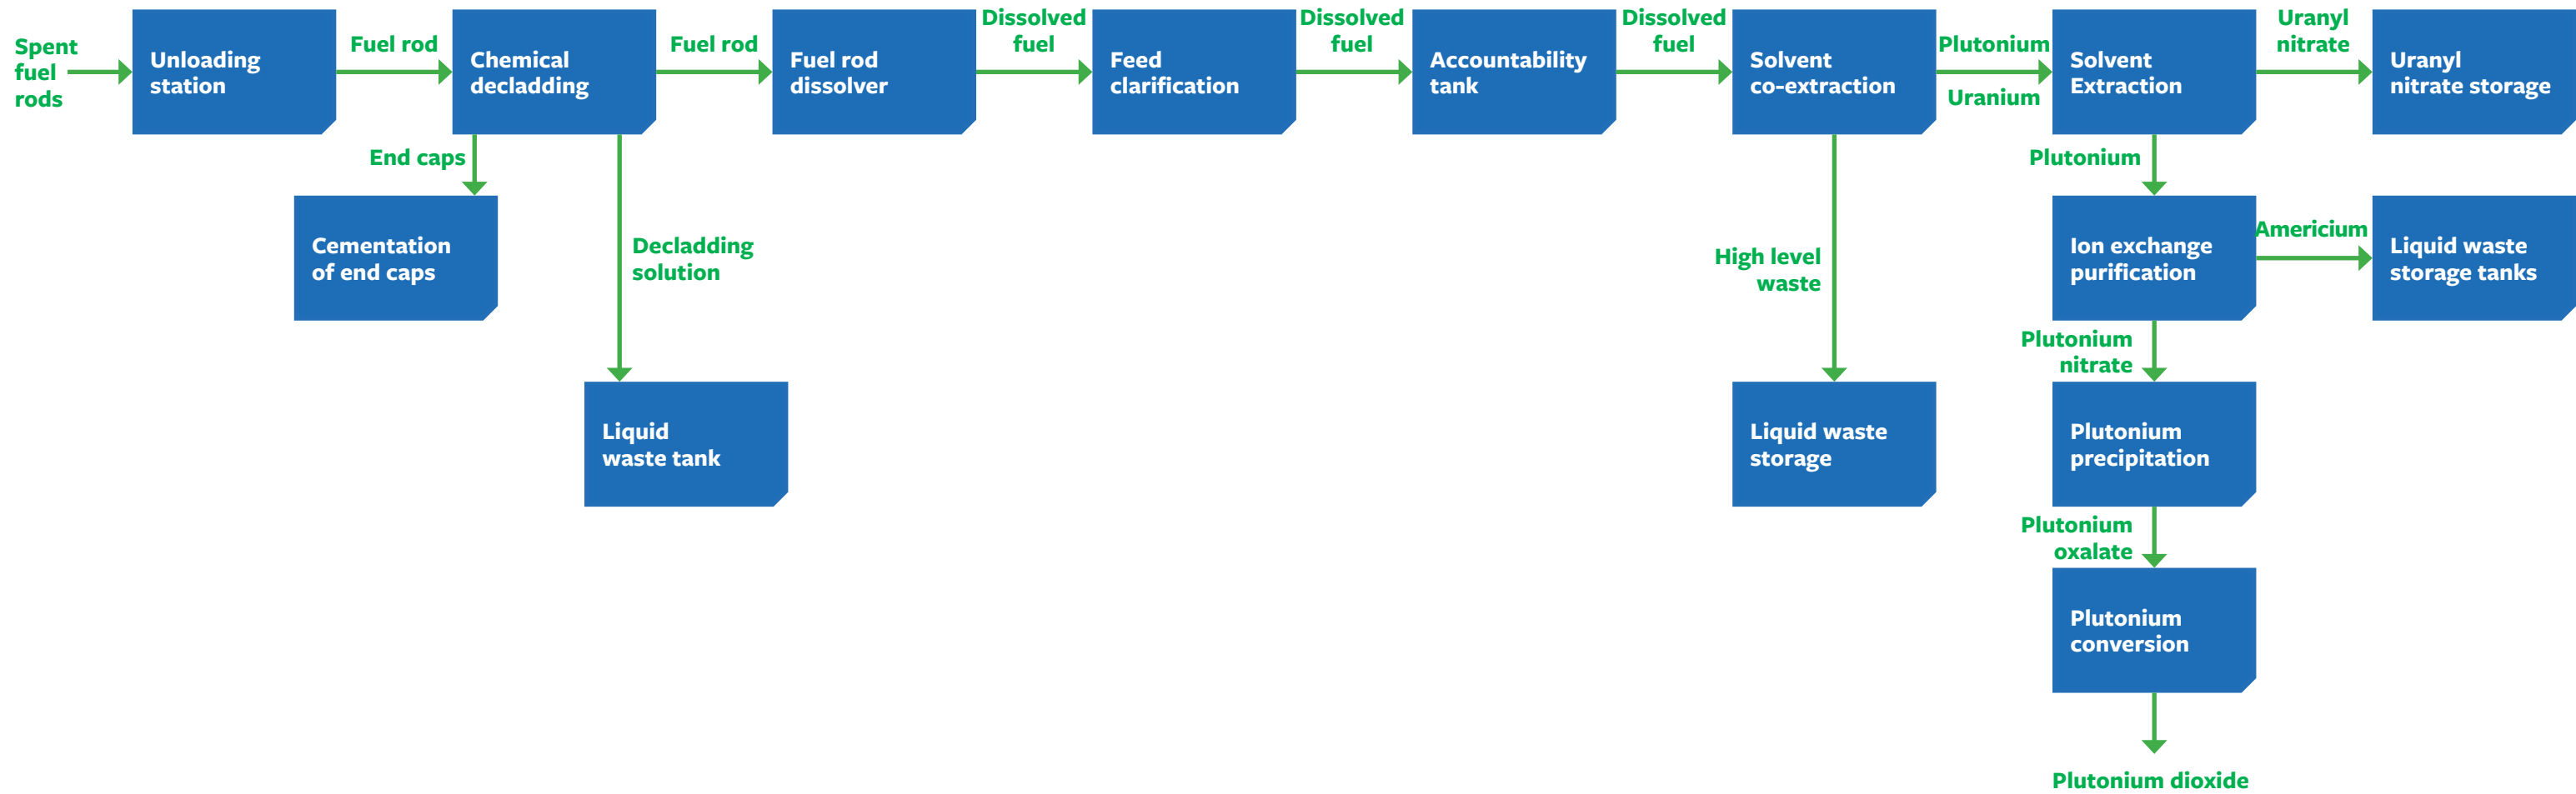 Spent
fuel
rods
Unloading
station
Fuel rod
Chemical
decladding
Fuel rod
Fuel rod
dissolver
Dissolved
fuel
Feed
clarification
Dissolved
fuel
Accountability
tank
Dissolved
fuel
Solvent
co-extraction
Plutonium
Uranium
Solvent
Extraction
Uranyl
nitrate
Uranyl
nitrate storage
End caps
Cementation
of end caps
Decladding
solution
Liquid
waste tank
High level
waste
Liquid waste
storage
Plutonium
Ion exchange
purification
Americium
Liquid waste
storage tanks
Plutonium
nitrate
Plutonium
precipitation
Plutonium
oxalate
Plutonium
conversion
Plutonium dioxide